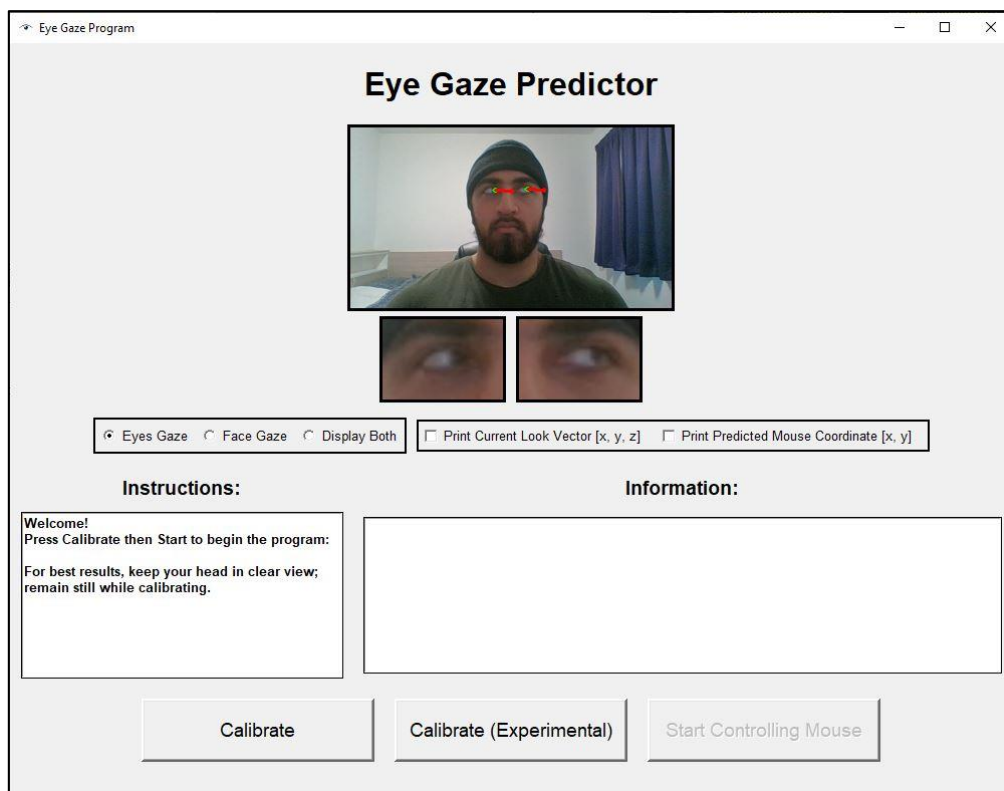 Eye Gaze Program
Eye Gaze Predictor
Eyes Gaze Face Gaze Display Both
Print Current Look Vector [x, y, z] Print Predicted Mouse Coordinate [x, y]
Instructions:
Information:
Welcome!
Press Calibrate then Start to begin the program:
For best results, keep your head in clear view;
remain still while calibrating.
Calibrate
Calibrate (Experimental)
Start Controlling Mouse